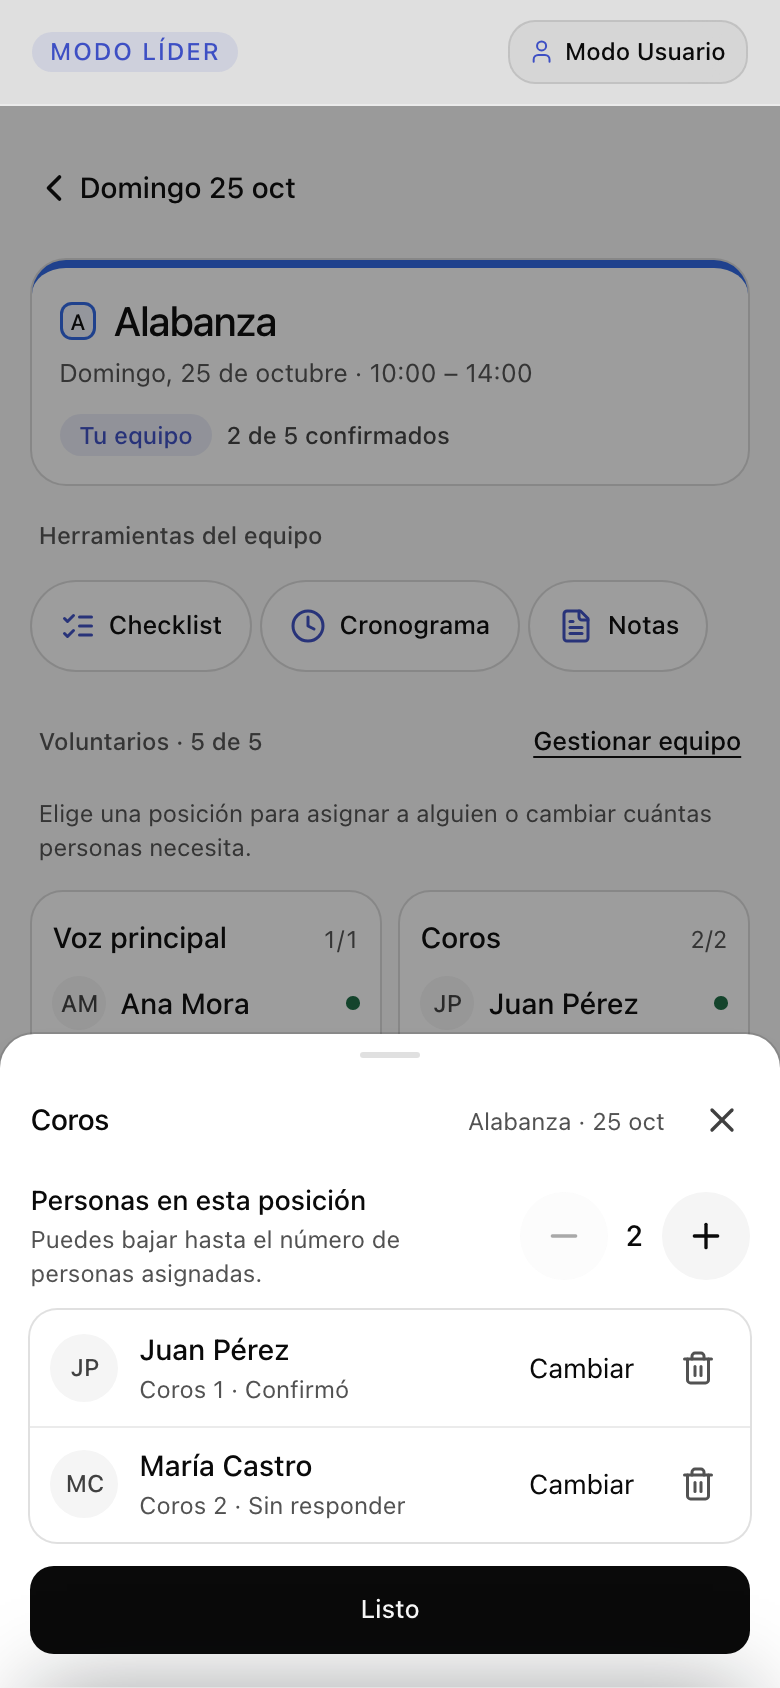 MODO LÍDER
Modo Usuario
Domingo 25 oct
A Alabanza
Domingo, 25 de octubre · 10:00 – 14:00
Tu equipo 2 de 5 confirmados
Herramientas del equipo
Checklist
Cronograma
Notas
Voluntarios · 5 de 5
Gestionar equipo
Elige una posición para asignar a alguien o cambiar cuántas
personas necesita.
Voz principal 1/1
AM Ana Mora
Coros 2/2
JP Juan Pérez
Coros
Alabanza · 25 oct
Personas en esta posición
Puedes bajar hasta el número de
personas asignadas.
2
JP
Juan Pérez
Coros 1 · Confirmó
Cambiar
MC
María Castro
Coros 2 · Sin responder
Cambiar
Listo